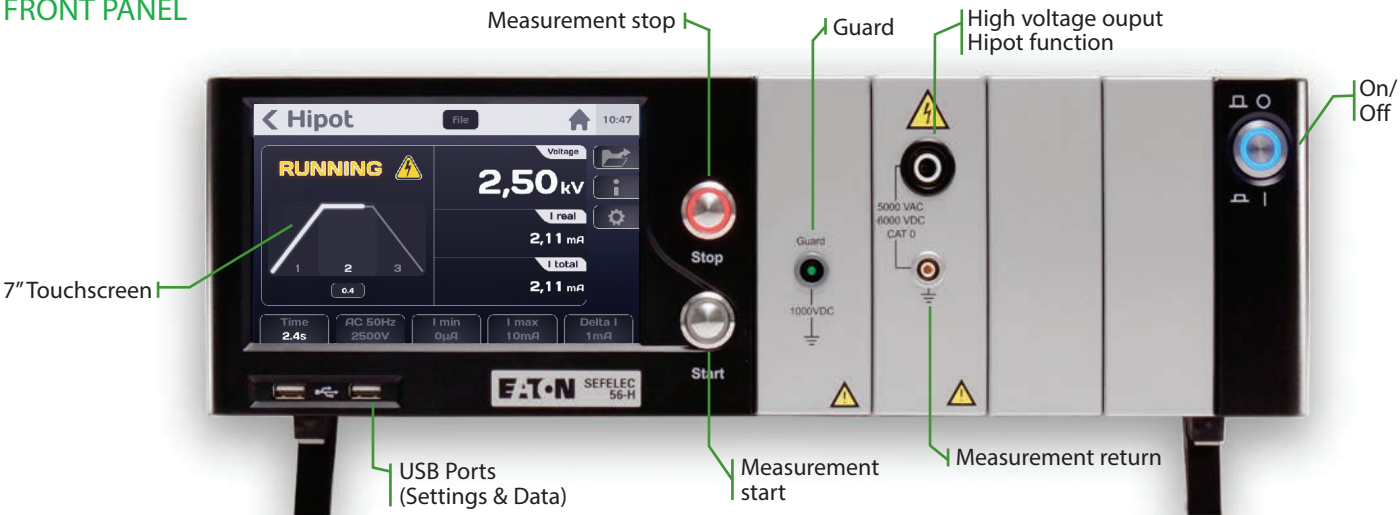 FRONT PANEL
Measurement stop
Guard
High voltage ouput
Hipot function
On/
Off
Hipot
File
10:47
RUNNING
Voltage
2,50 kV
I real
2,11 mA
I total
2,11 mA
1 2 3
0.4
Time
2.4s
AC 50Hz
2500V
I min
0µA
I max
10mA
Delta I
1mA
Stop
Start
Guard
1000VDC
5000 VAC
6000 VDC
CAT 0
7” Touchscreen
EATON
SEFELEC
56-H
USB Ports
(Settings & Data)
Measurement
start
Measurement return